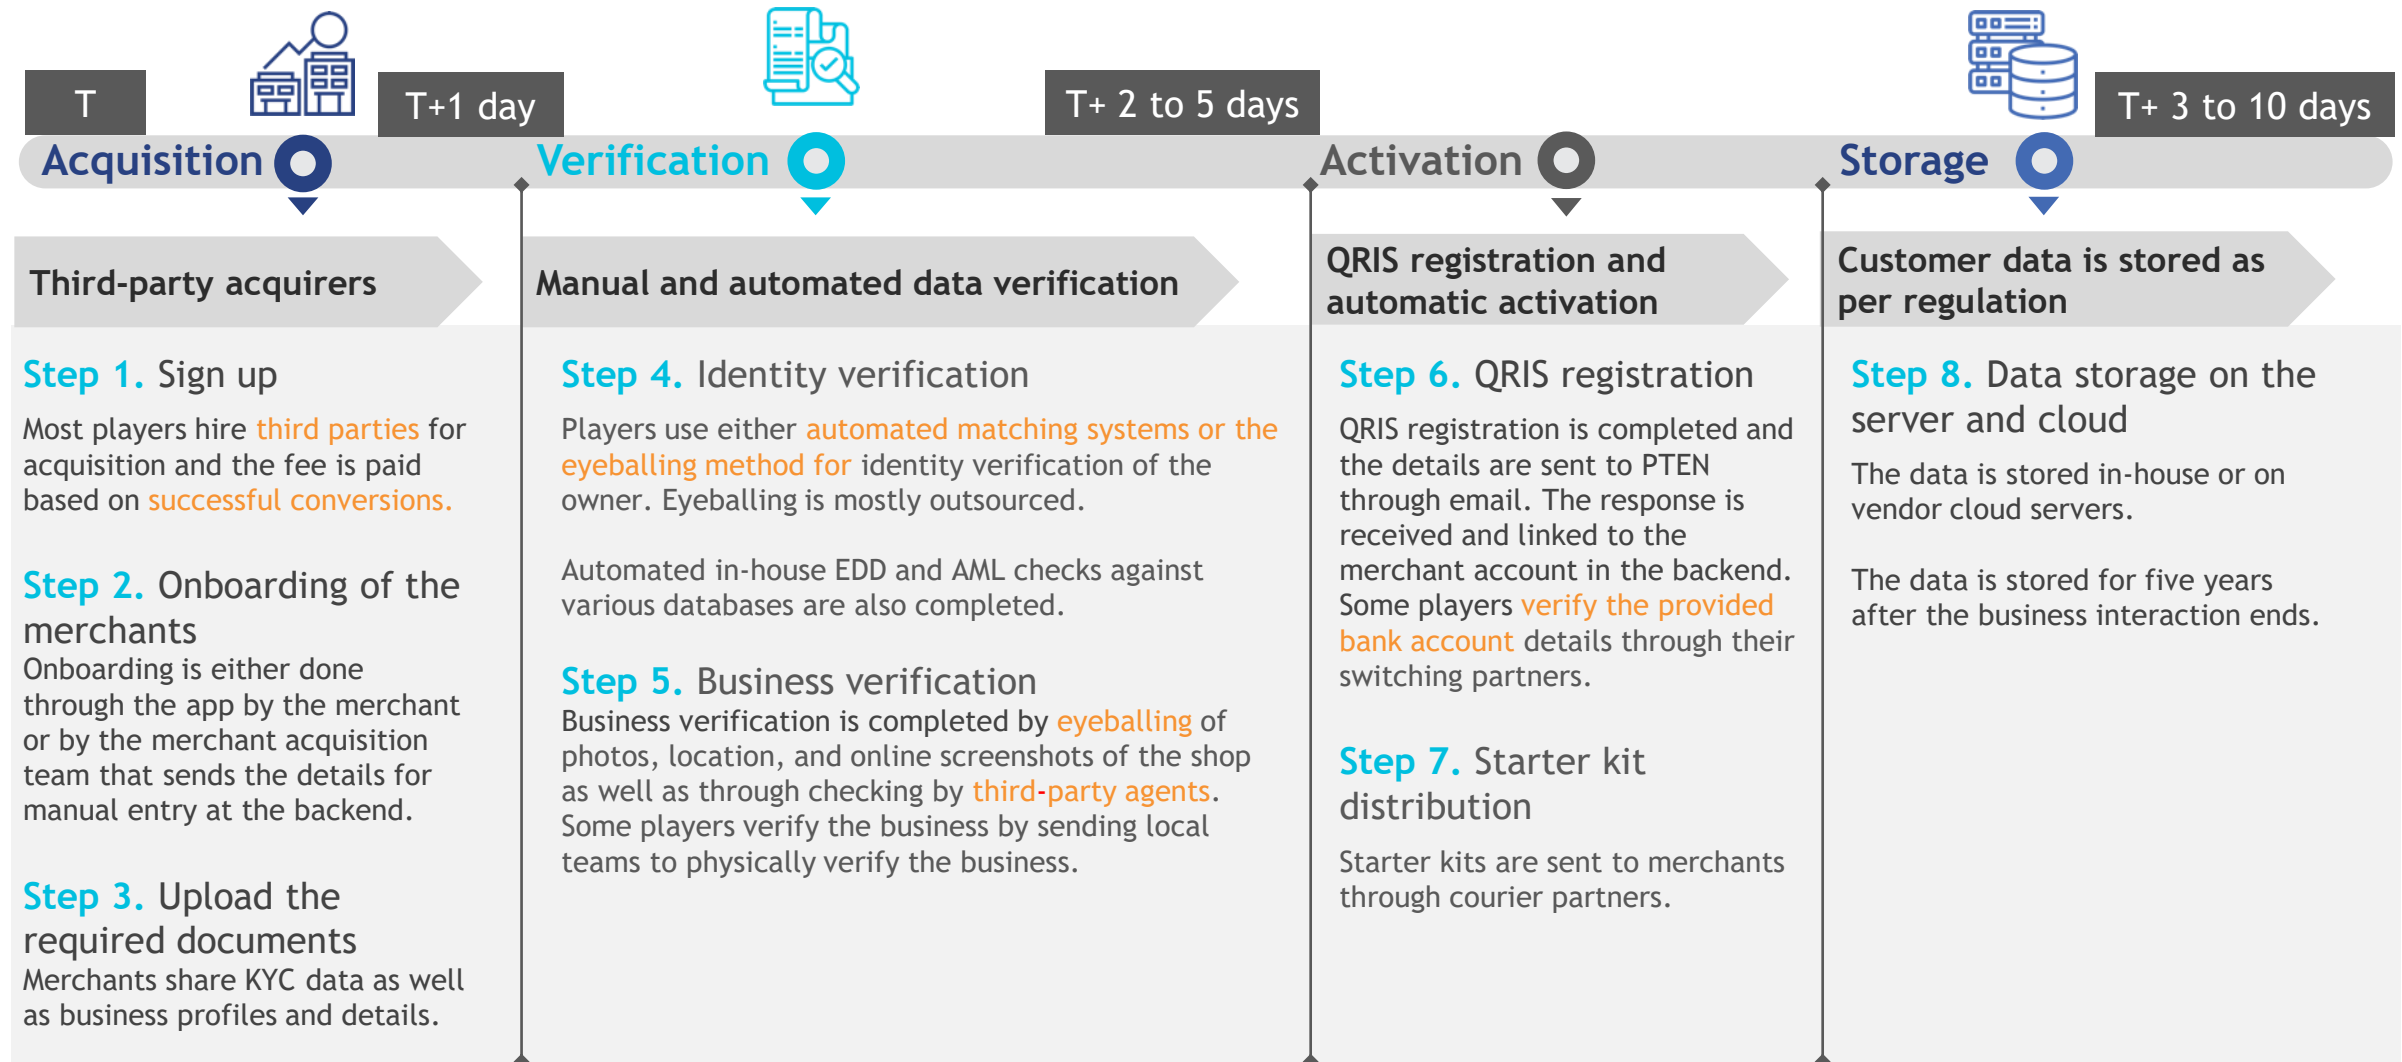 T
T+1 day
T+ 2 to 5 days
T+ 3 to 10 days
Acquisition
Verification
Activation
Storage
Third-party acquirers
Step 1. Sign up
Most players hire third parties for
acquisition and the fee is paid
based on successful conversions.
Step 2. Onboarding of the
merchants
Onboarding is either done
through the app by the merchant
or by the merchant acquisition
team that sends the details for
manual entry at the backend.
Step 3. Upload the
required documents
Merchants share KYC data as well
as business profiles and details.
Manual and automated data verification
Step 4. Identity verification
Players use either automated matching systems or the
eyeballing method for identity verification of the
owner. Eyeballing is mostly outsourced.
Automated in-house EDD and AML checks against
various databases are also completed.
Step 5. Business verification
Business verification is completed by eyeballing of
photos, location, and online screenshots of the shop
as well as through checking by third-party agents.
Some players verify the business by sending local
teams to physically verify the business.
QRIS registration and
automatic activation
Step 6. QRIS registration
QRIS registration is completed and
the details are sent to PTEN
through email. The response is
received and linked to the
merchant account in the backend.
Some players verify the provided
bank account details through their
switching partners.
Step 7. Starter kit
distribution
Starter kits are sent to merchants
through courier partners.
Customer data is stored as
per regulation
Step 8. Data storage on the
server and cloud
The data is stored in-house or on
vendor cloud servers.
The data is stored for five years
after the business interaction ends.